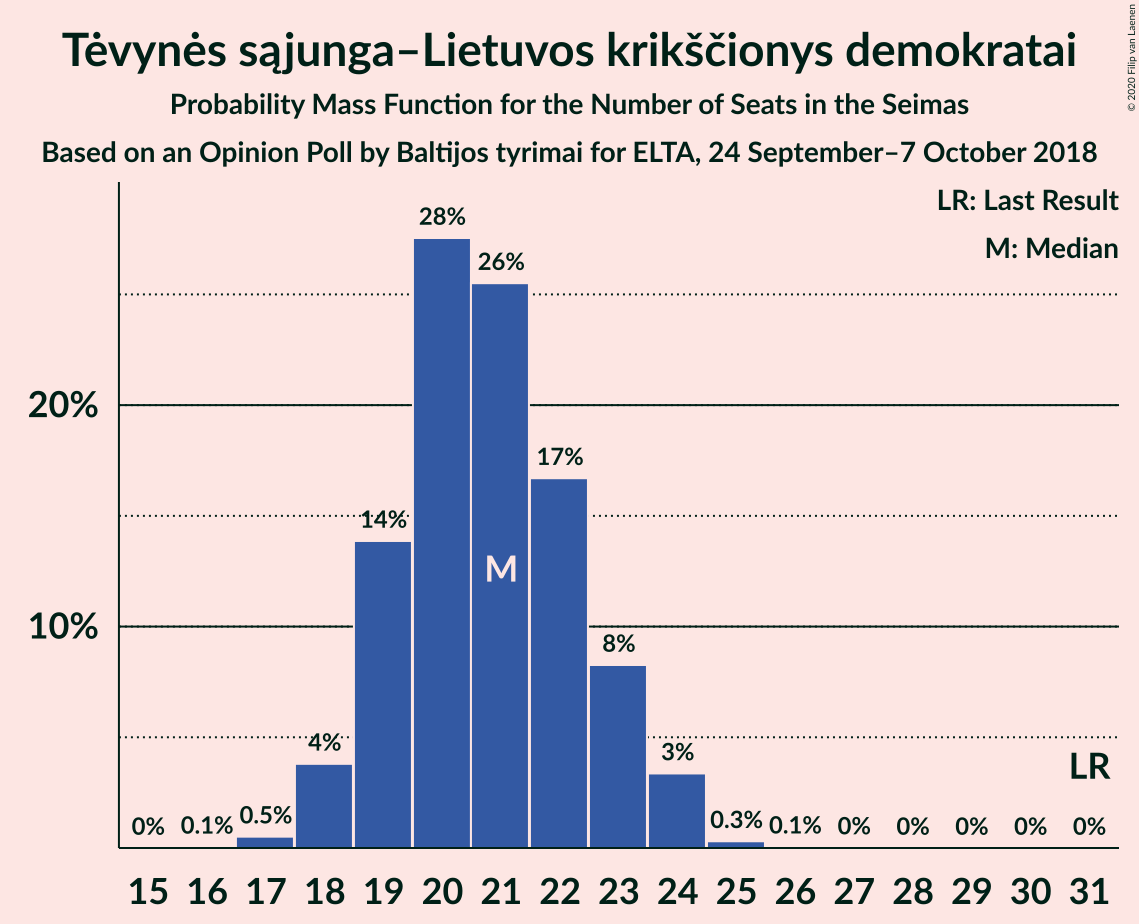 Tėvynės sąjunga–Lietuvos krikščionys demokratai
Probability Mass Function for the Number of Seats in the Seimas
Based on an Opinion Poll by Baltijos tyrimai for ELTA, 24 September–7 October 2018
© 2020 Filip van Laenen
LR: Last Result
M: Median
28%
26%
20%
17%
14%
M
10%
8%
4%
3%
LR
0% 0.1% 0.5% 0.3% 0.1% 0% 0% 0% 0% 0%
15 16 17 18 19 20 21 22 23 24 25 26 27 28 29 30 31